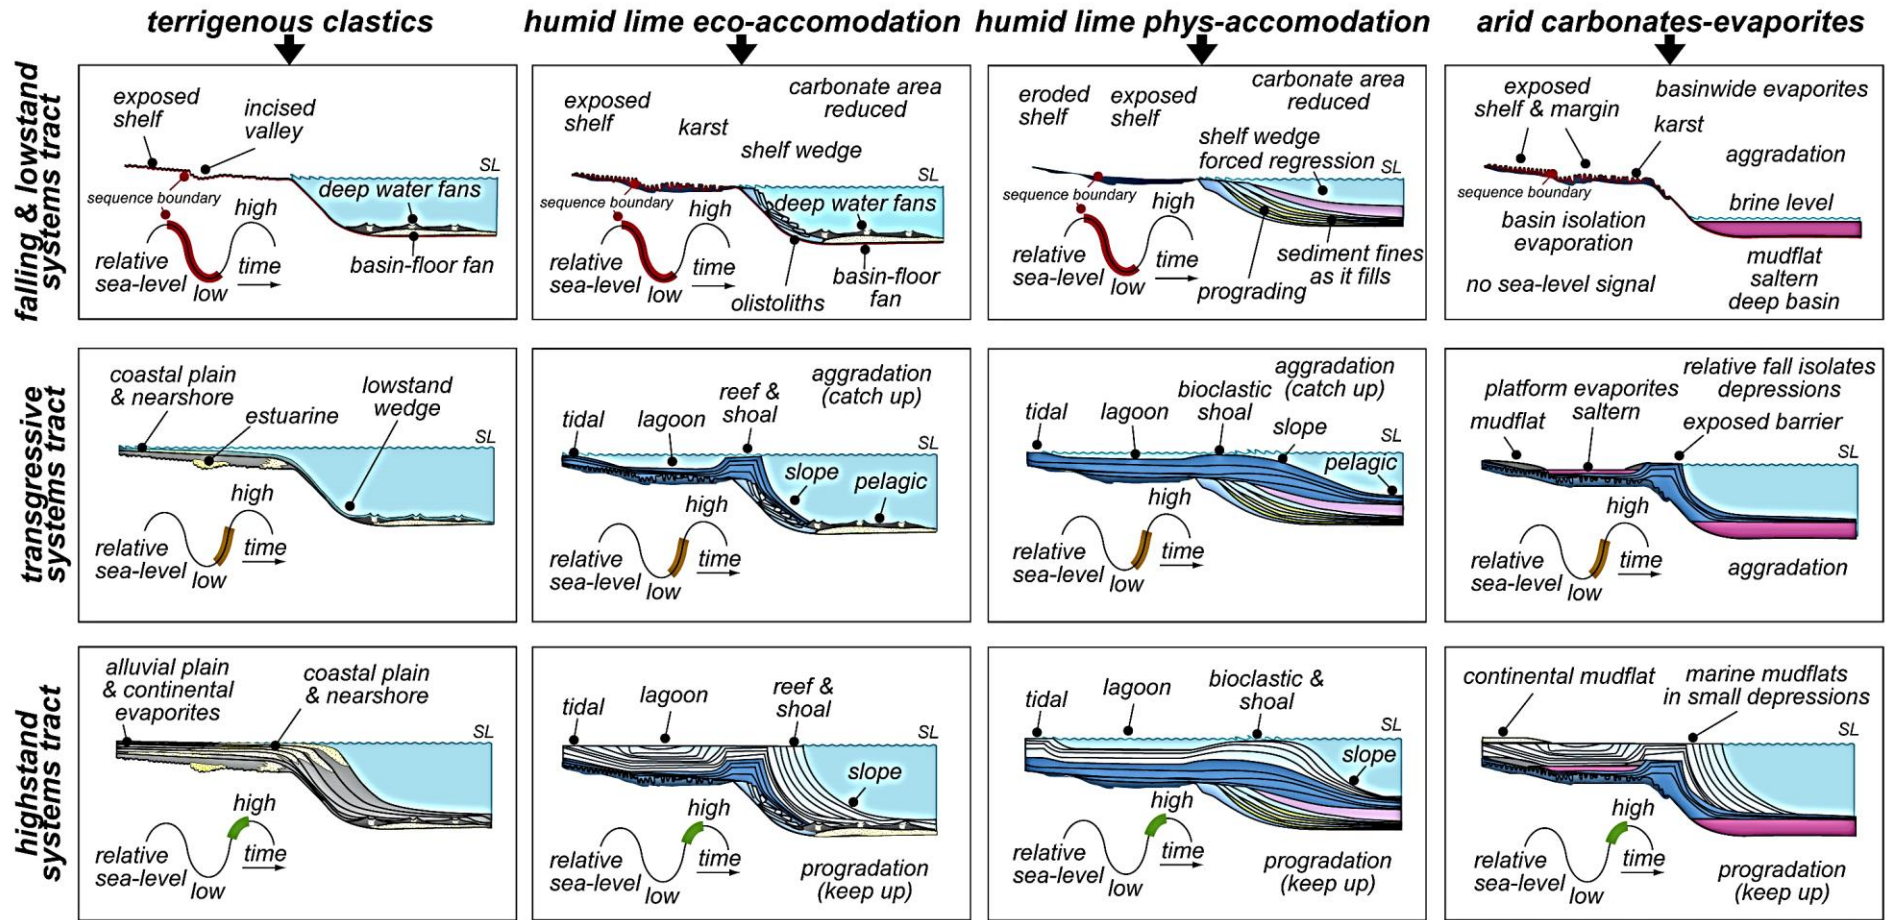 terrigenous clastics
humid lime eco-accomodation
humid lime phys-accomodation
arid carbonates-evaporites
falling & lowstand
systems tract
exposed
shelf
incised
valley
SL
deep water fans
sequence boundary
high
relative
sea-level
low
time
basin-floor fan
exposed
shelf
karst
carbonate area
reduced
shelf wedge
SL
deep water fans
sequence boundary
high
relative
sea-level
low
time
olistoliths
basin-floor
fan
eroded
shelf
exposed
shelf
carbonate area
reduced
shelf wedge
forced regression
SL
sequence boundary
high
relative
sea-level
low
time
prograding
sediment fines
as it fills
exposed
shelf & margin
basinwide evaporites
karst
aggradation
sequence boundary
basin isolation
evaporation
brine level
no sea-level signal
mudflat
saltern
deep basin
transgressive
systems tract
coastal plain
& nearshore
estuarine
lowstand
wedge
SL
high
relative
sea-level
low
time
tidal
lagoon
reef &
shoal
aggradation
(catch up)
SL
slope
pelagic
high
relative
sea-level
low
time
tidal
lagoon
bioclastic
shoal
aggradation
(catch up)
slope
SL
pelagic
high
relative
sea-level
low
time
relative fall isolates
depressions
platform evaporites
saltern
mudflat
exposed barrier
SL
high
relative
sea-level
low
time
aggradation
highstand
systems tract
alluvial plain
& continental
evaporites
coastal plain
& nearshore
SL
high
relative
sea-level
low
time
tidal
lagoon
reef &
shoal
SL
slope
high
relative
sea-level
low
time
progradation
(keep up)
tidal
lagoon
bioclastic &
shoal
SL
slope
high
relative
sea-level
low
time
progradation
(keep up)
continental mudflat
marine mudflats
in small depressions
SL
high
relative
sea-level
low
time
progradation
(keep up)